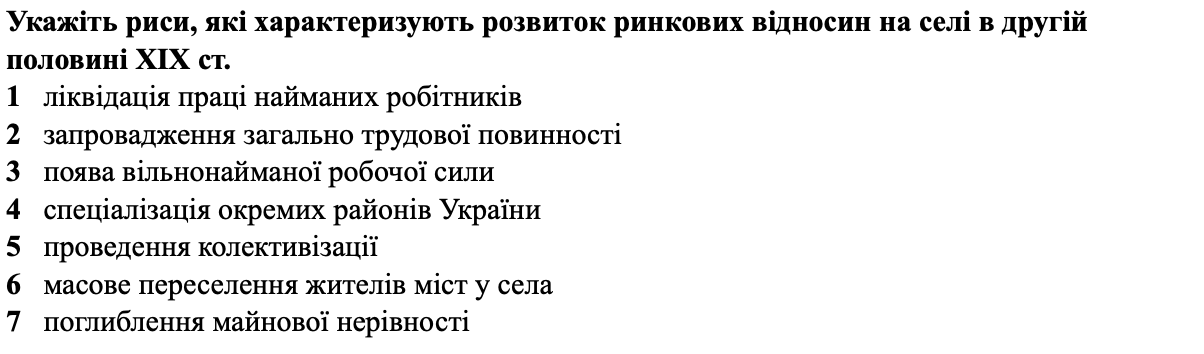 Укажіть риси, які характеризують розвиток ринкових відносин на селі в другій
половині XIX ст.
1 ліквідація праці найманих робітників
2 запровадження загально трудової повинності
3 поява вільнонайманої робочої сили
4 спеціалізація окремих районів України
5 проведення колективізації
6 масове переселення жителів міст у села
7 поглиблення майнової нерівності